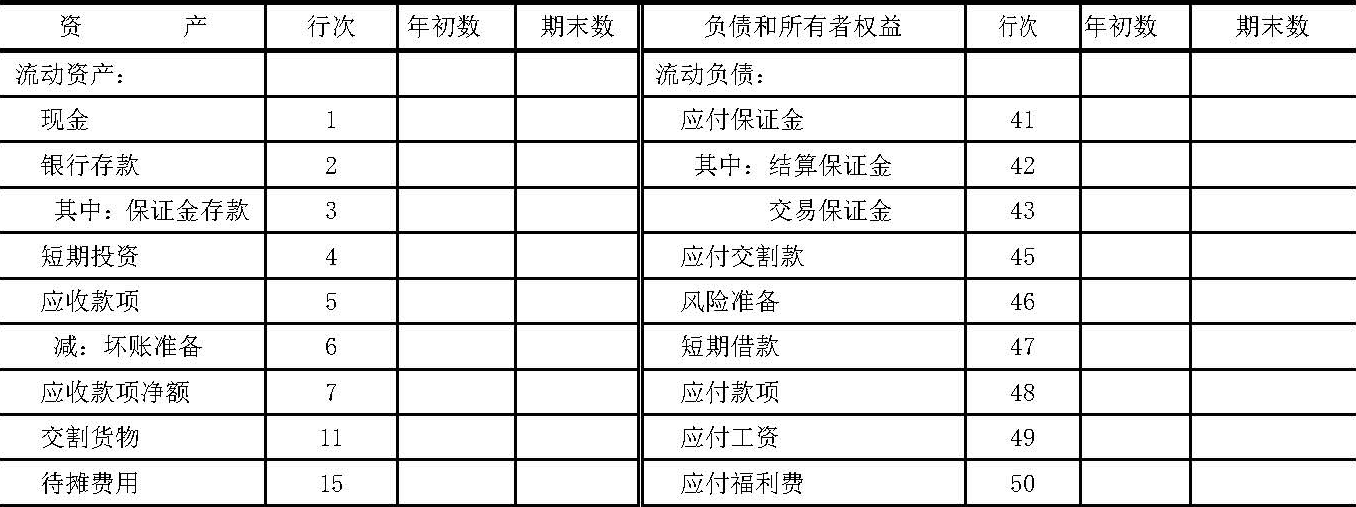 资 产 行次 年初数 期末数 负债和所有者权益 行次 年初数 期末数
流动资产： 流动负债：
现金 1 应付保证金 41
银行存款 2 其中：结算保证金 42
其中：保证金存款 3 交易保证金 43
短期投资 4 应付交割款 45
应收款项 5 风险准备 46
减：坏账准备 6 短期借款 47
应收款项净额 7 应付款项 48
交割货物 11 应付工资 49
待摊费用 15 应付福利费 50